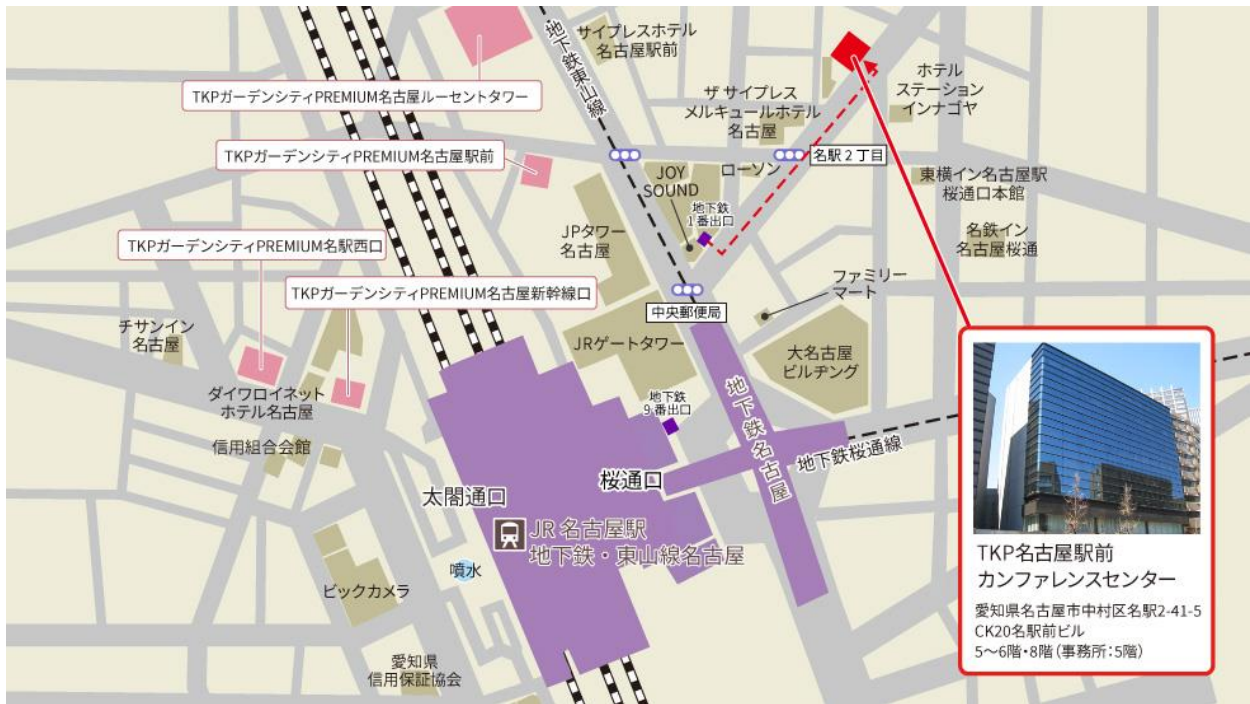 地下鉄東山線
サイプレスホテル
名古屋駅前
TKPガーデンシティPREMIUM名古屋ルーセントタワー
ザ サイプレス
メルキュールホテル
名古屋
ホテル
ステーション
インナゴヤ
TKPガーデンシティPREMIUM名古屋駅前
JOY
SOUND
ローソン
名駅2丁目
東横イン名古屋駅
桜通口本館
地下鉄
1番出口
JPタワー
名古屋
名鉄イン
名古屋桜通
TKPガーデンシティPREMIUM名駅西口
TKPガーデンシティPREMIUM名古屋新幹線口
ファミリー
マート
中央郵便局
チサンイン
名古屋
JRゲートタワー
大名古屋
ビルヂング
ダイワロイネット
ホテル名古屋
地下鉄
9番出口
地下鉄名古屋
信用組合会館
地下鉄桜通線
桜通口
太閤通口
JR名古屋駅
地下鉄・東山線名古屋
噴水
ビックカメラ
愛知県
信用保証協会
TKP名古屋駅前
カンファレンスセンター
愛知県名古屋市中村区名駅2-41-5
CK20名駅前ビル
5〜6階・8階(事務所:5階)